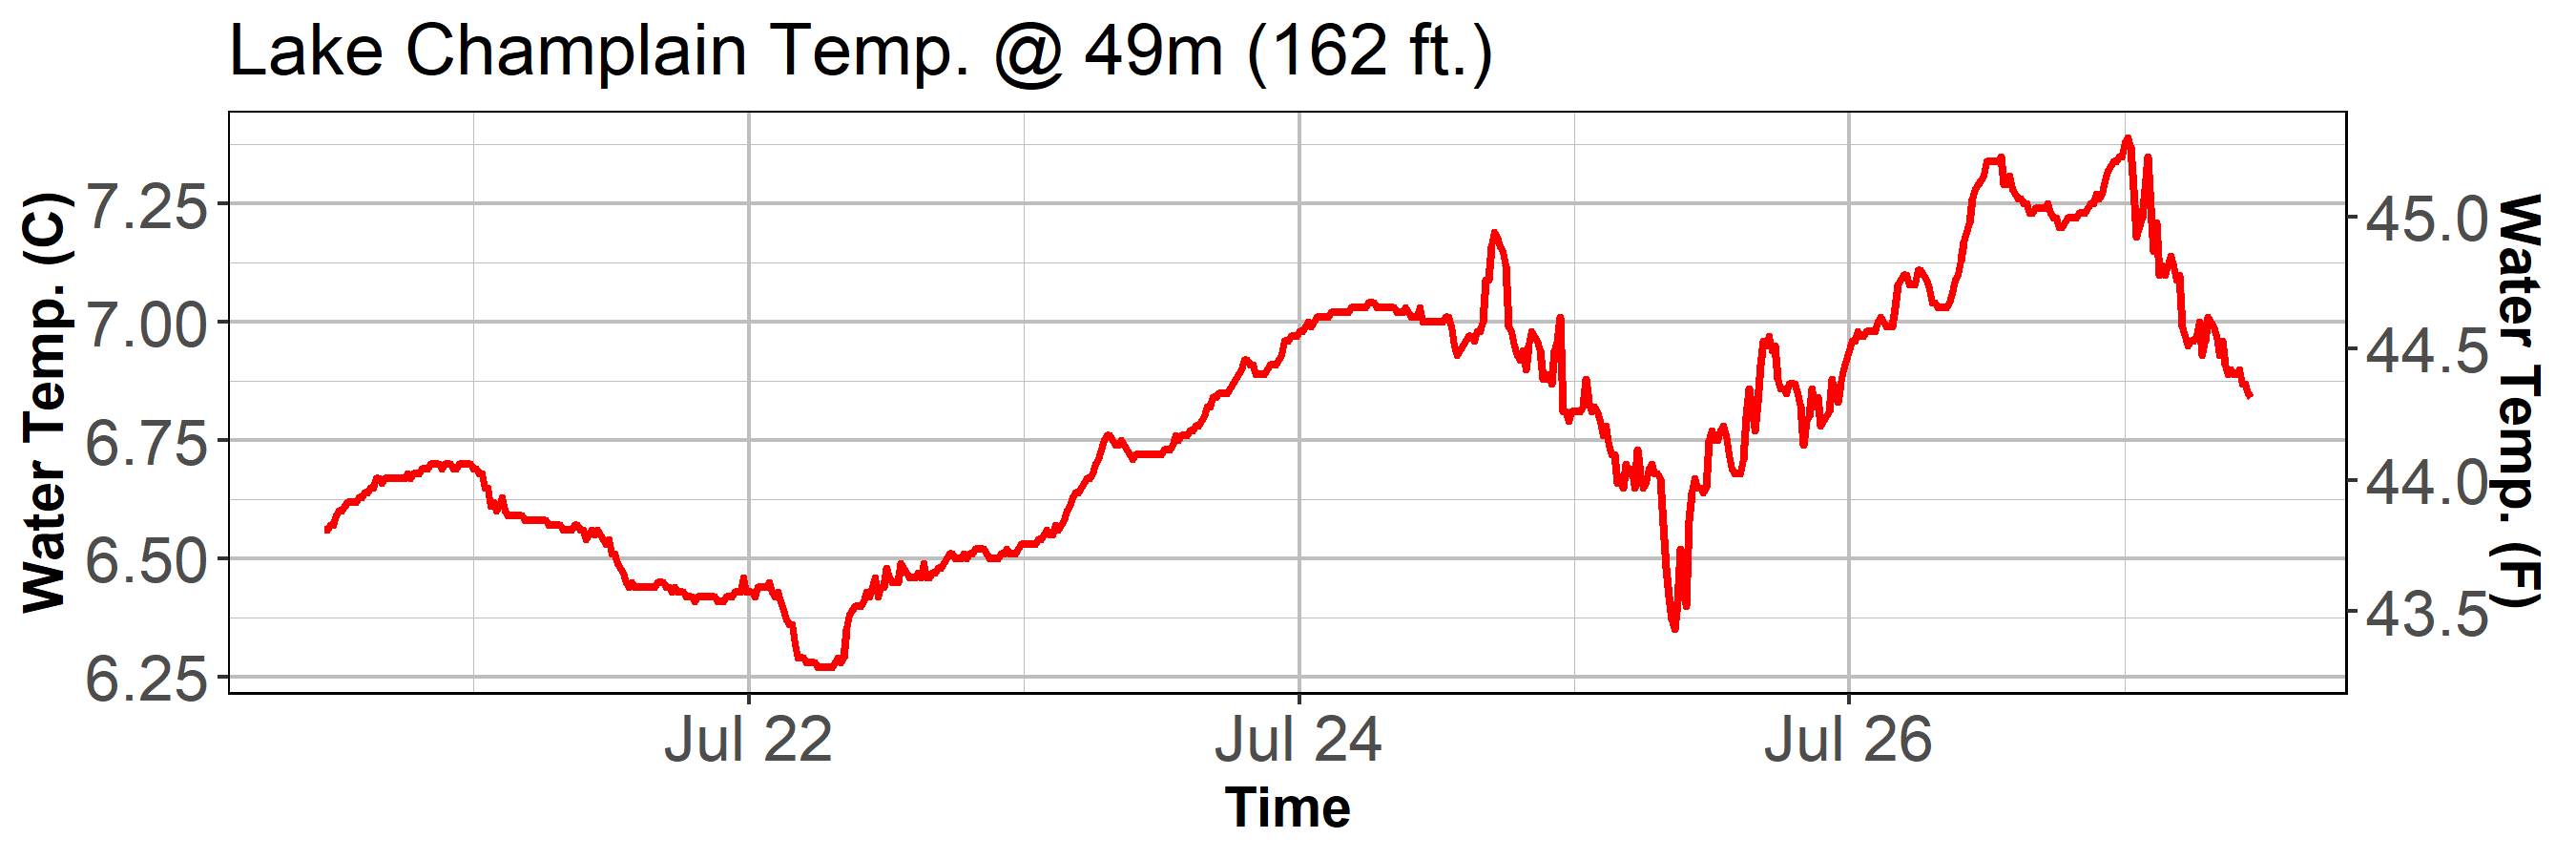 Lake Champlain Temp. @ 49m (162 ft.)
Water Temp. (C)
7.25
7.00
6.75
6.50
6.25
45.0
44.5
44.0
43.5
Water Temp. (F)
Jul 22
Jul 24
Jul 26
Time